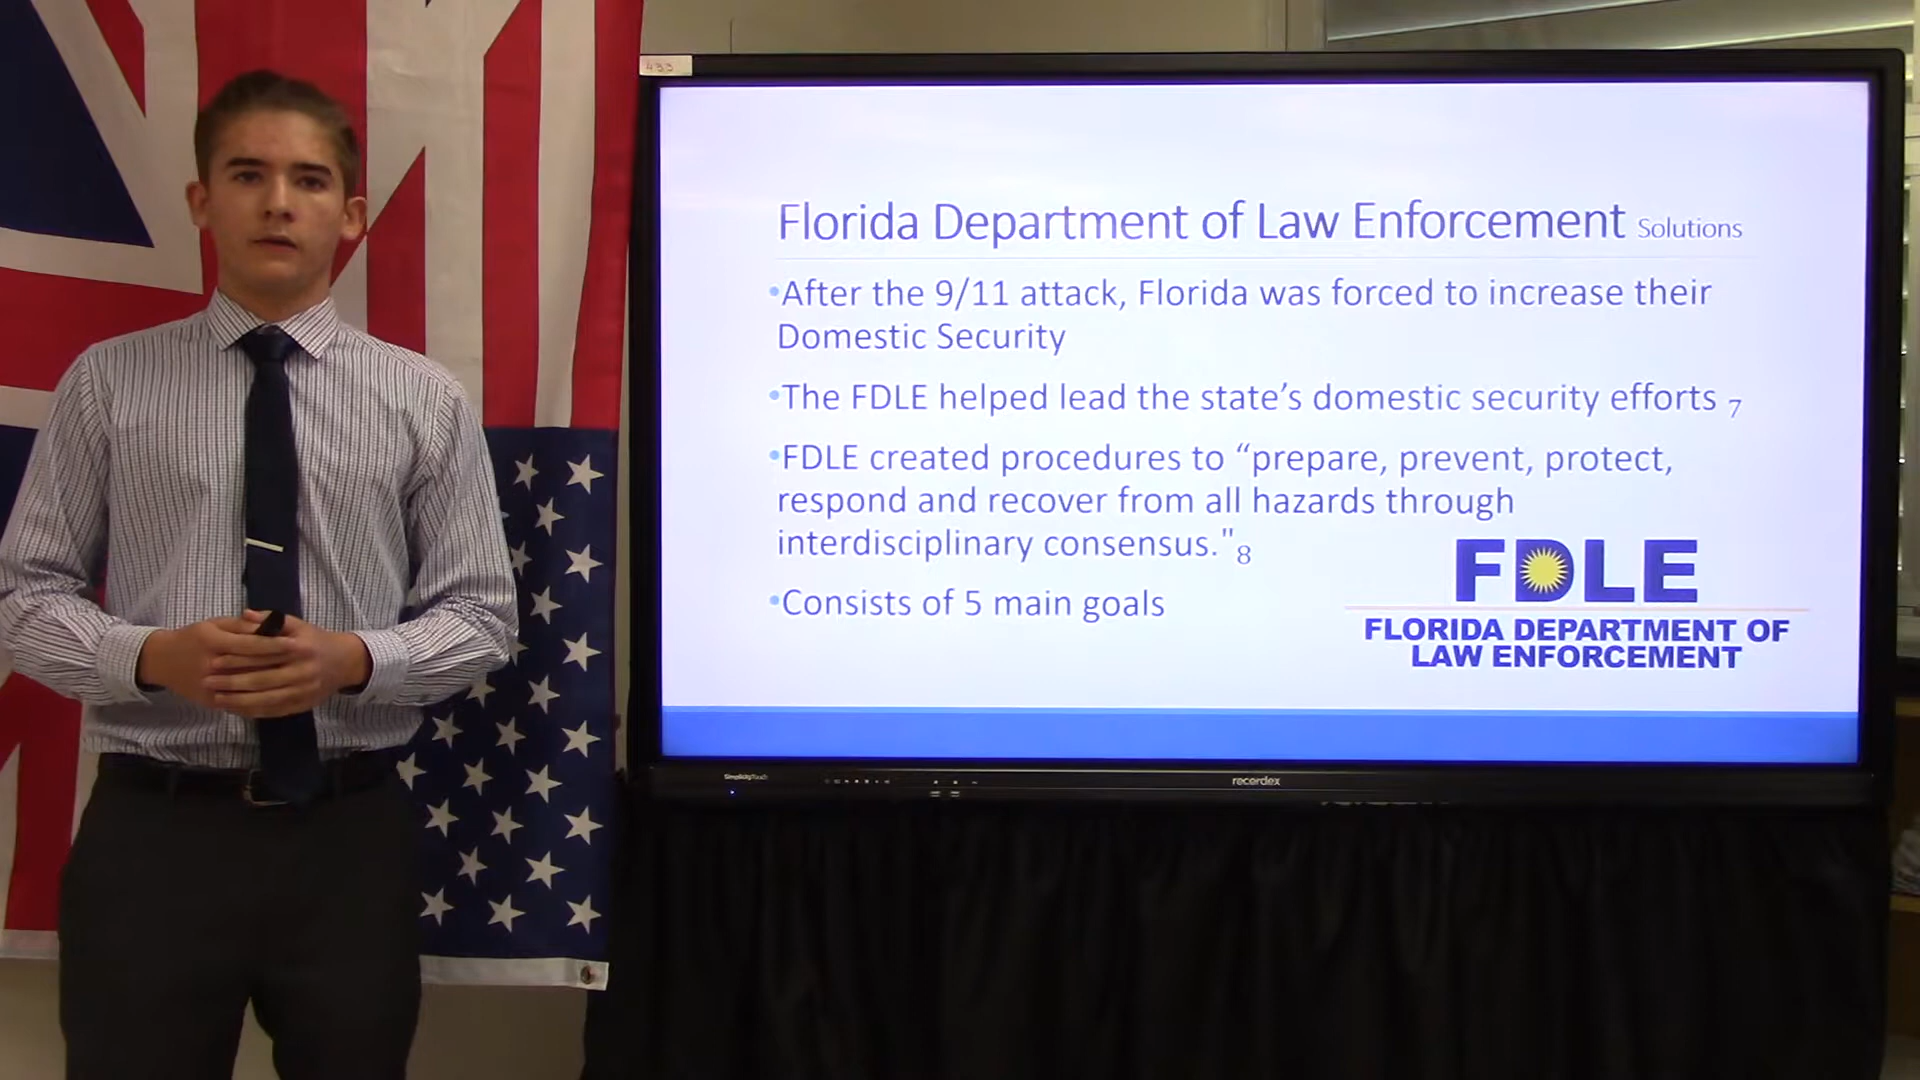 433
Florida Department of Law Enforcement Solutions
•After the 9/11 attack, Florida was forced to increase their
Domestic Security
•The FDLE helped lead the state’s domestic security efforts 7
•FDLE created procedures to “prepare, prevent, protect,
respond and recover from all hazards through
interdisciplinary consensus." 8
•Consists of 5 main goals
FDLE
FLORIDA DEPARTMENT OF
LAW ENFORCEMENT
SimplicityTouch
recordex